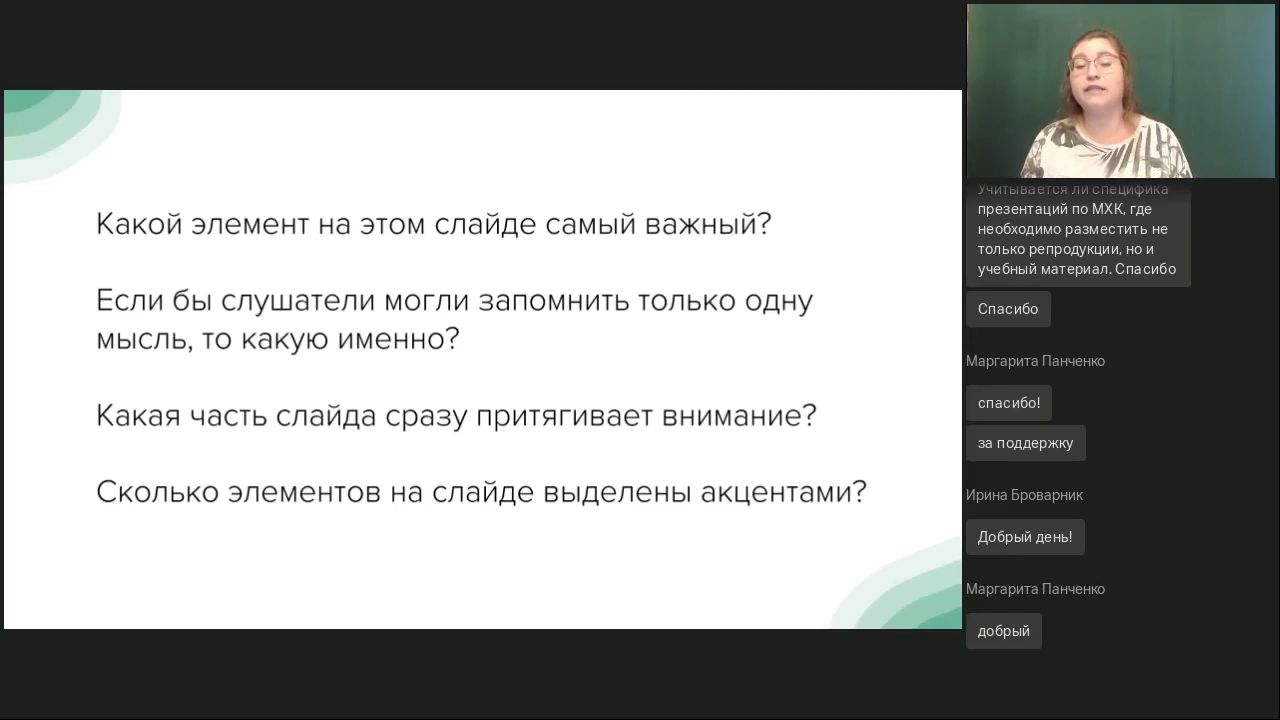 Какой элемент на этом слайде самый важный?
Если бы слушатели могли запомнить только одну
мысль, то какую именно?
Какая часть слайда сразу притягивает внимание?
Сколько элементов на слайде выделены акцентами?
Учитывается ли специфика
презентаций по МХК, где
необходимо разместить не
только репродукции, но и
учебный материал. Спасибо
Спасибо
Маргарита Панченко
спасибо!
за поддержку
Ирина Броварник
Добрый день!
Маргарита Панченко
добрый